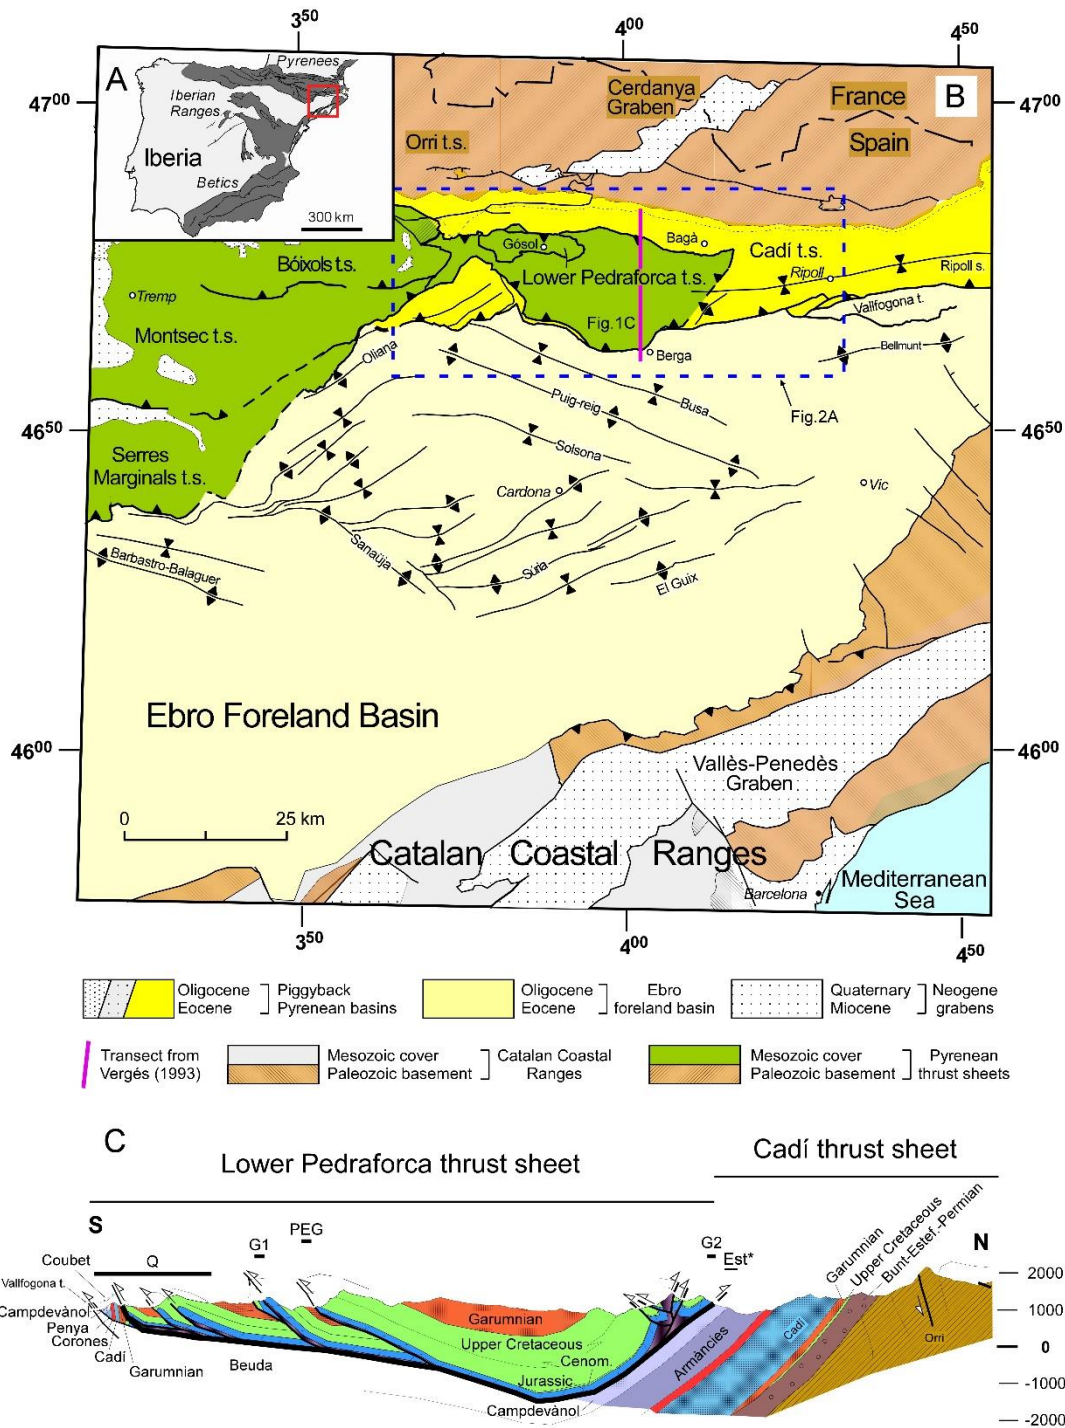 3⁵⁰
4⁰⁰
4⁵⁰
A
Pyrenees
Iberian
Ranges
Iberia
Betics
300 km
B
47⁰⁰
47⁰⁰
Cerdanya
Graben
France
Spain
Orri t.s.
Gósol
Bagà
Cadí t.s.
Bóixols t.s.
Lower Pedraforca t.s.
Ripoll
Ripoll s.
Tremp
Vallfogona t.
Fig.1C
Montsec t.s.
Oliana
Berga
Bellmunt
Puig-reig
Busa
Fig.2A
46⁵⁰
46⁵⁰
Solsona
Serres
Marginals t.s.
Cardona
Vic
Sanaüja
Súria
Barbastro-Balaguer
El Guix
Ebro Foreland Basin
46⁰⁰
46⁰⁰
Vallès-Penedès
Graben
0
25 km
Catalan Coastal Ranges
Barcelona
Mediterranean
Sea
3⁵⁰
4⁰⁰
4⁵⁰
Oligocene
Eocene
Piggyback
Pyrenean basins
Oligocene
Eocene
Ebro
foreland basin
Quaternary
Miocene
Neogene
grabens
Transect from
Vergés (1993)
Mesozoic cover
Paleozoic basement
Catalan Coastal
Ranges
Mesozoic cover
Paleozoic basement
Pyrenean
thrust sheets
C
Lower Pedraforca thrust sheet
Cadí thrust sheet
S
N
Q
G1
PEG
G2
Est*
Garumnian
Upper Cretaceous
Bunt-Estef.-Permian
Coubet
Vallfogona t.
Campdevànol
Penya
Corones
Cadí
Garumnian
Beuda
Garumnian
Upper Cretaceous
Cenom.
Jurassic
Campdevànol
Armàncies
Cadí
Orri
2000
1000
0
-1000
-2000